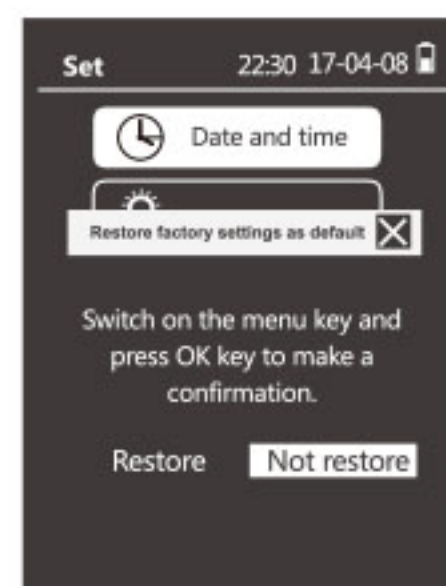 Set 22:30 17-04-08
Date and time
Restore factory settings as default
Switch on the menu key and
press OK key to make a
confirmation.
Restore Not restore